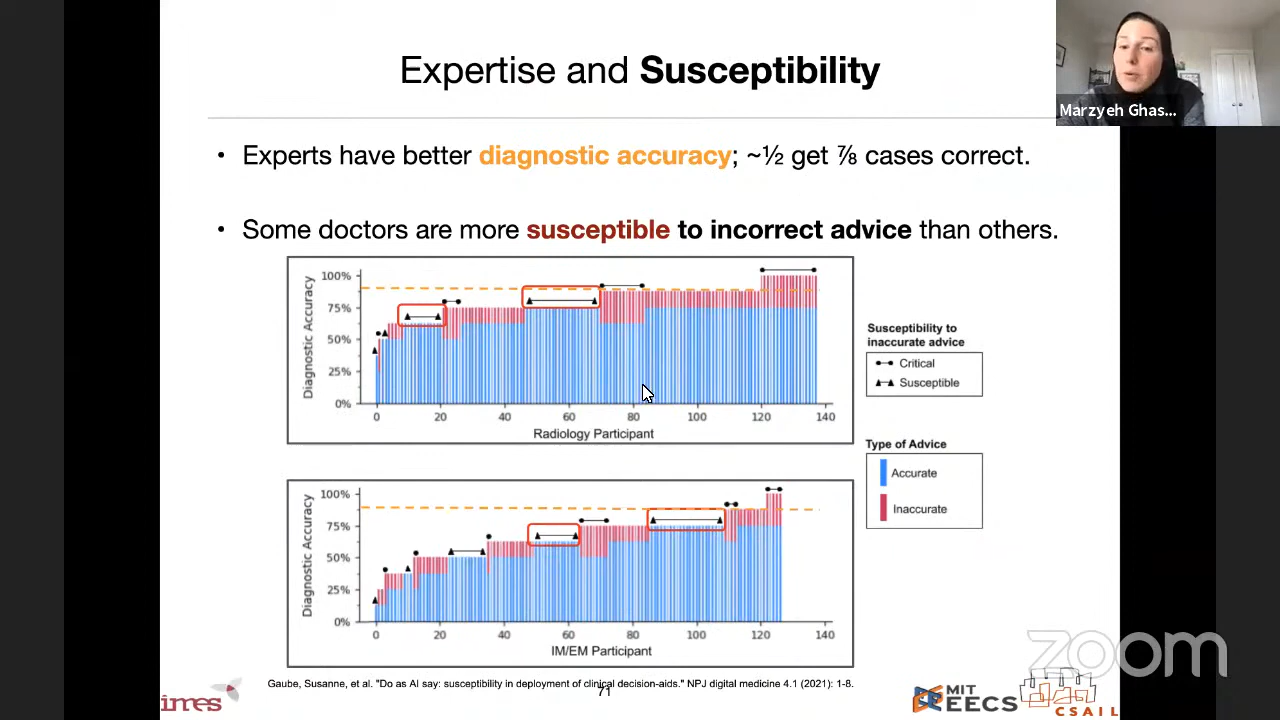 Expertise and Susceptibility
Marzyeh Ghas...
• Experts have better diagnostic accuracy; ~½ get ⅞ cases correct.
• Some doctors are more susceptible to incorrect advice than others.
Diagnostic Accuracy
100%
75%
50%
25%
0%
0 20 40 60 80 100 120 140
Radiology Participant
Susceptibility to
inaccurate advice
Critical
Susceptible
Type of Advice
Accurate
Inaccurate
Diagnostic Accuracy
100%
75%
50%
25%
0%
0 20 40 60 80 100 120 140
IM/EM Participant
zoom
Gaube, Susanne, et al. "Do as AI say: susceptibility in deployment of clinical decision-aids." NPJ digital medicine 4.1 (2021): 1-8.
71
imes
MIT
EECS
CSAIL